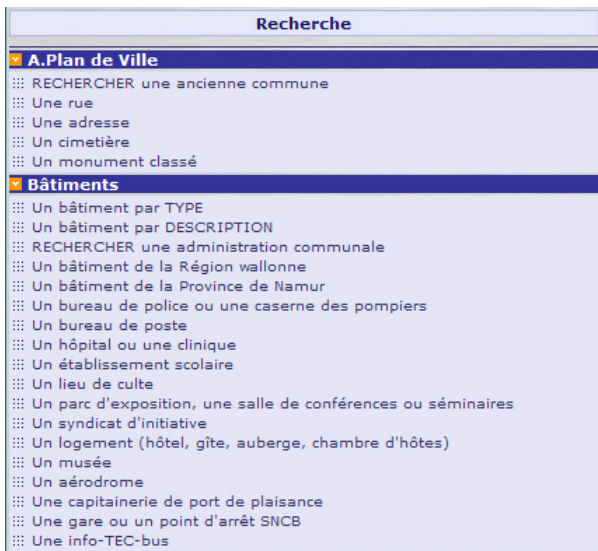 Recherche
A.Plan de Ville
RECHERCHER une ancienne commune
Une rue
Une adresse
Un cimetière
Un monument classé
Bâtiments
Un bâtiment par TYPE
Un bâtiment par DESCRIPTION
RECHERCHER une administration communale
Un bâtiment de la Région wallonne
Un bâtiment de la Province de Namur
Un bureau de police ou une caserne des pompiers
Un bureau de poste
Un hôpital ou une clinique
Un établissement scolaire
Un lieu de culte
Un parc d'exposition, une salle de conférences ou séminaires
Un syndicat d'initiative
Un logement (hôtel, gîte, auberge, chambre d'hôtes)
Un musée
Un aérodrome
Une capitainerie de port de plaisance
Une gare ou un point d'arrêt SNCB
Une info-TEC-bus